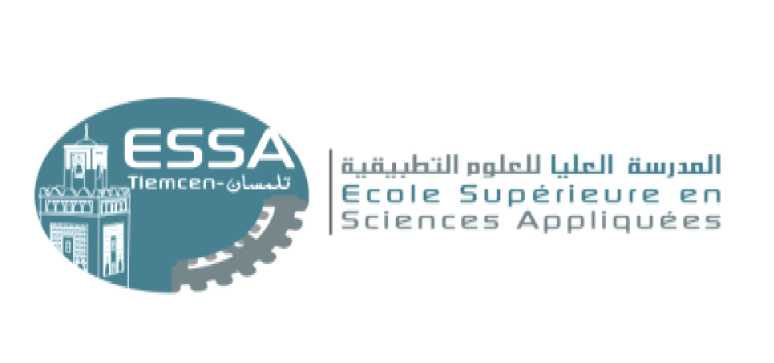 ESSA
Tlemcen-تلمسان
المدرسة العليا للعلوم التطبيقية
Ecole Supérieure en
Sciences Appliquées